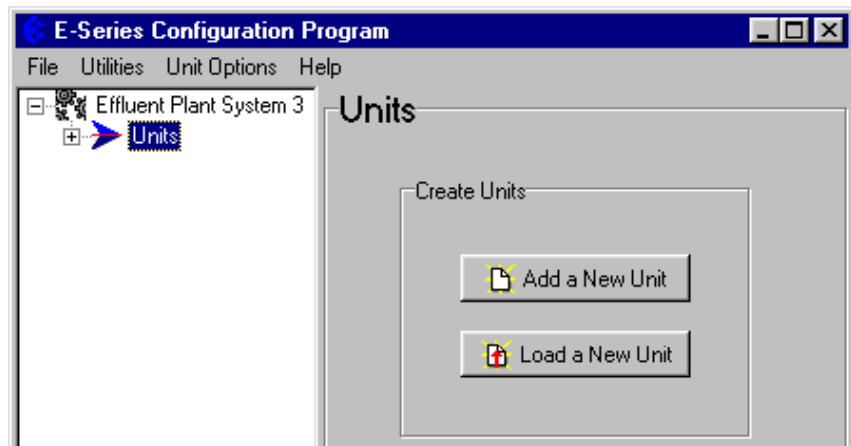 E-Series Configuration Program
File Utilities Unit Options Help
Effluent Plant System 3
Units
Units
Create Units
Add a New Unit
Load a New Unit